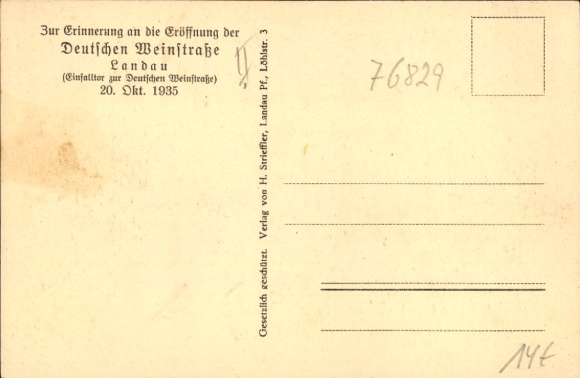 Zur Erinnerung an die Eröffnung der
Deutschen Weinstraße
Landau
(Einfalltor zur Deutschen Weinstraße)
20. Okt. 1935
Gesetzlich geschützt. Verlag von H. Strieffler, Landau Pf., Löhlstr. 3
76829